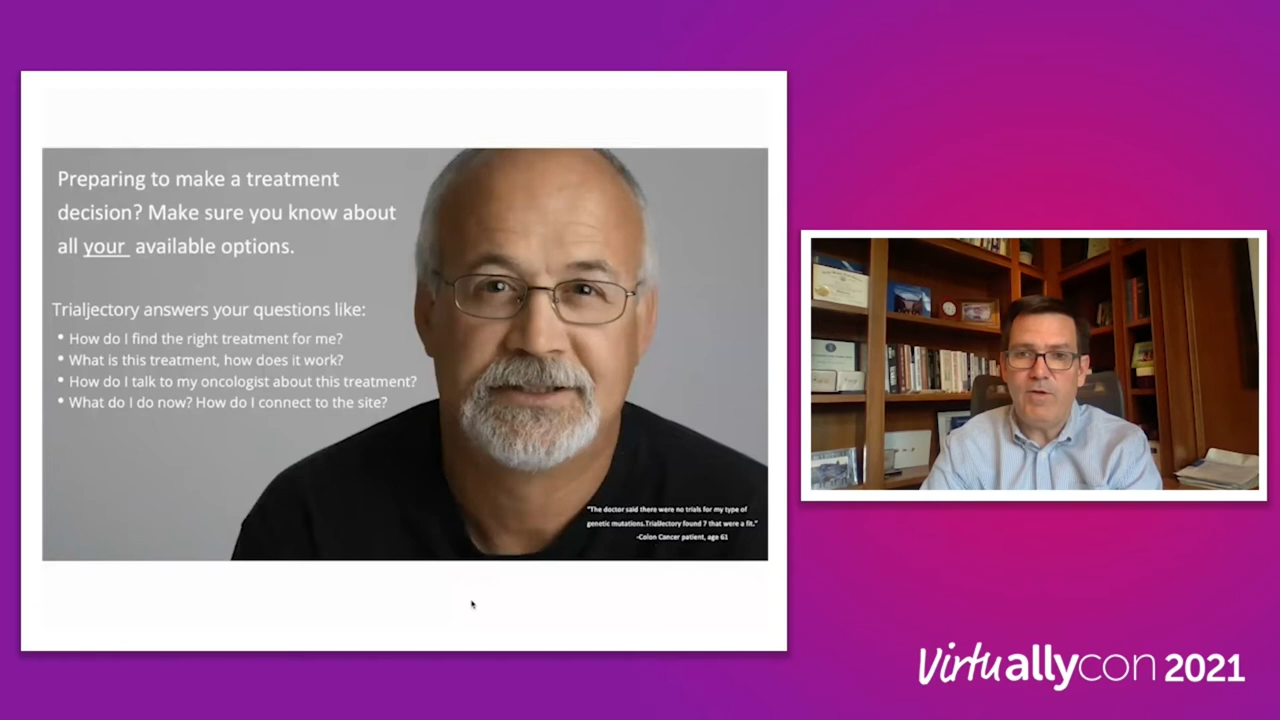 Preparing to make a treatment
decision? Make sure you know about
all your available options.
Trialjectory answers your questions like:
• How do I find the right treatment for me?
• What is this treatment, how does it work?
• How do I talk to my oncologist about this treatment?
• What do I do now? How do I connect to the site?
"The doctor said there were no trials for my type of
genetic mutations.Trialjectory found 7 that were a fit."
-Colon Cancer patient, age 61
Virtuallycon 2021